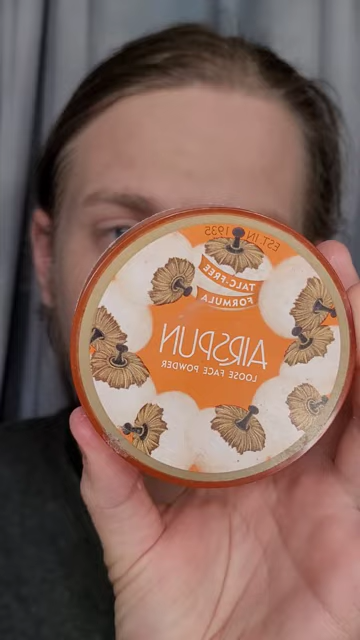 EST. IN 1935
TALC-FREE
FORMULA
AIRSPUN
LOOSE FACE POWDER